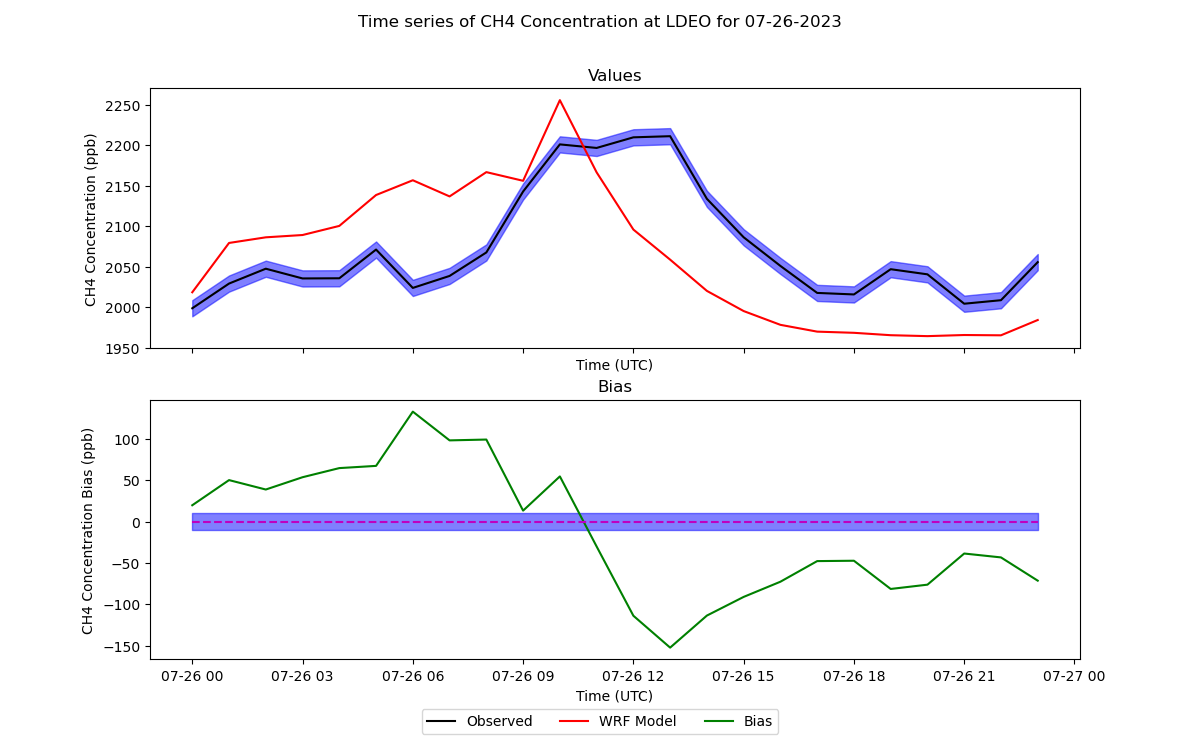 Time series of CH4 Concentration at LDEO for 07-26-2023
Values
CH4 Concentration (ppb)
2250
2200
2150
2100
2050
2000
1950
Time (UTC)
Bias
CH4 Concentration Bias (ppb)
100
50
0
−50
−100
−150
07-26 00 07-26 03 07-26 06 07-26 09 07-26 12 07-26 15 07-26 18 07-26 21 07-27 00
Time (UTC)
Observed WRF Model Bias